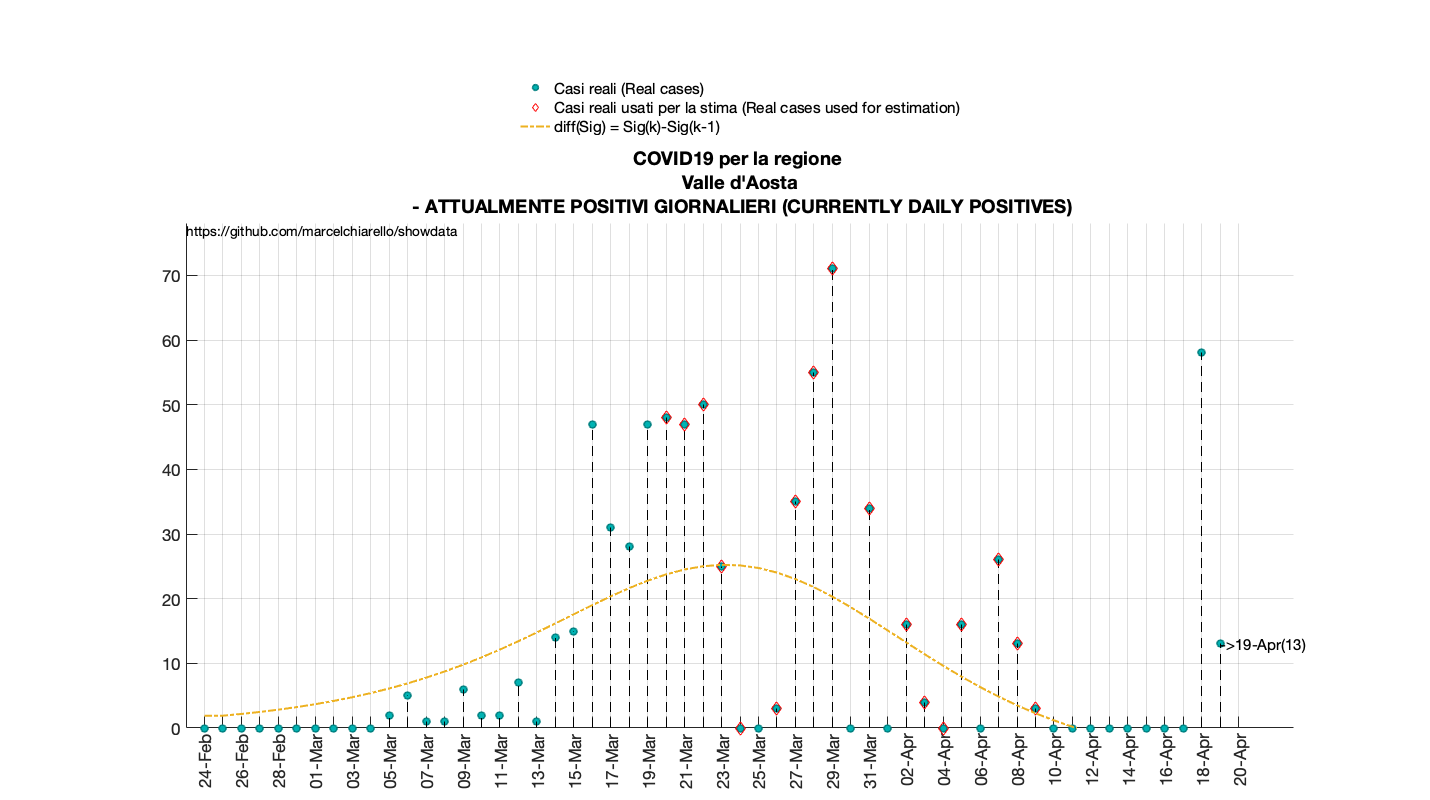 Casi reali (Real cases)
Casi reali usati per la stima (Real cases used for estimation)
diff(Sig) = Sig(k)-Sig(k-1)
COVID19 per la regione
Valle d'Aosta
- ATTUALMENTE POSITIVI GIORNALIERI (CURRENTLY DAILY POSITIVES)
https://github.com/marcelchiarello/showdata
70
60
50
40
30
20
10
0
->19-Apr(13)
24-Feb
26-Feb
28-Feb
01-Mar
03-Mar
05-Mar
07-Mar
09-Mar
11-Mar
13-Mar
15-Mar
17-Mar
19-Mar
21-Mar
23-Mar
25-Mar
27-Mar
29-Mar
31-Mar
02-Apr
04-Apr
06-Apr
08-Apr
10-Apr
12-Apr
14-Apr
16-Apr
18-Apr
20-Apr